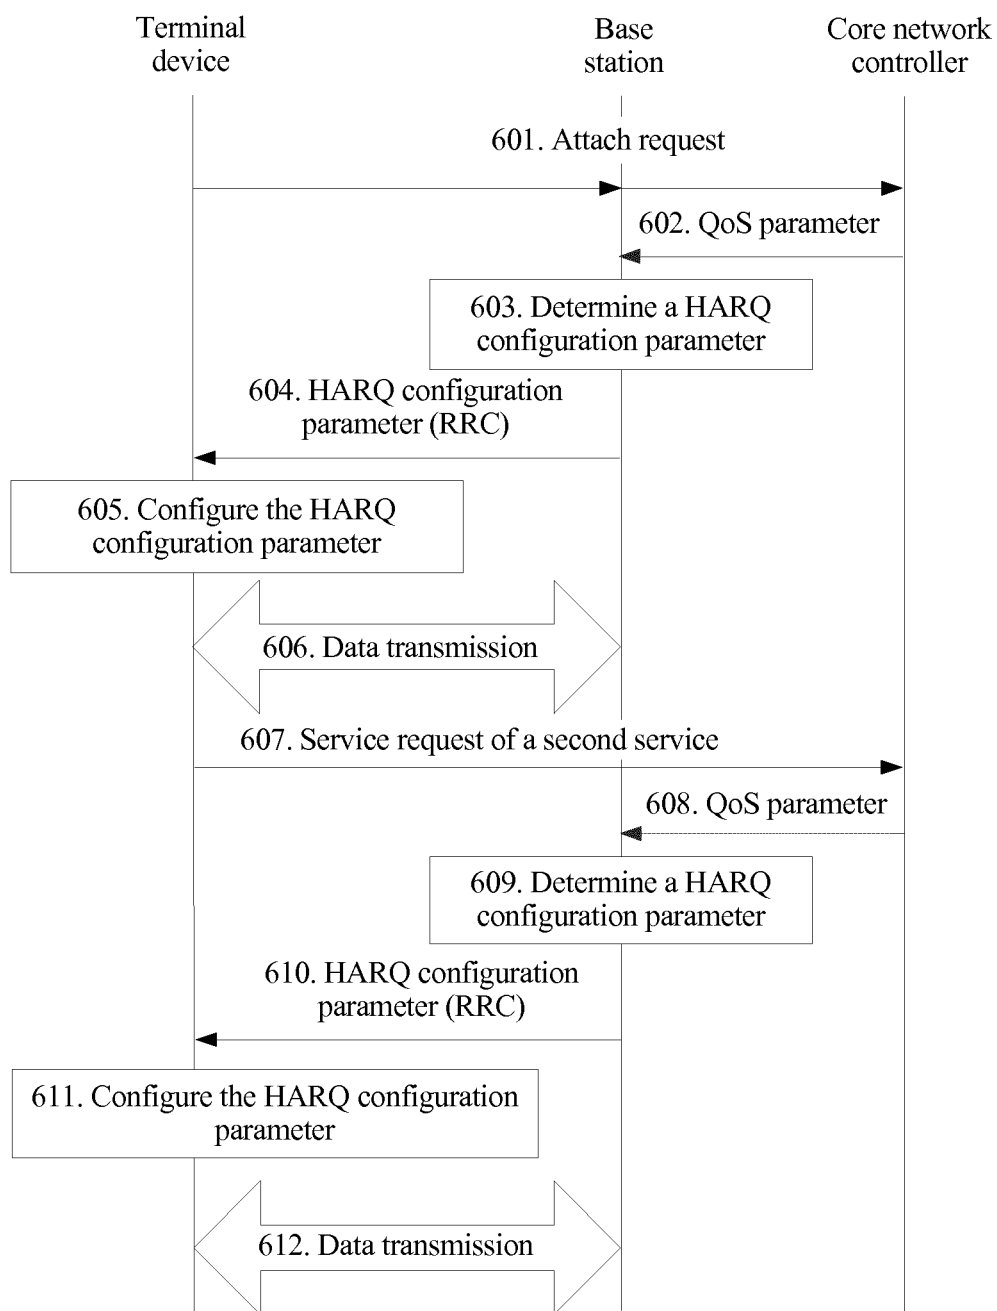 Terminal
device
Base
station
Core network
controller
601. Attach request
602. QoS parameter
603. Determine a HARQ
configuration parameter
604. HARQ configuration
parameter (RRC)
605. Configure the HARQ
configuration parameter
606. Data transmission
607. Service request of a second service
608. QoS parameter
609. Determine a HARQ
configuration parameter
610. HARQ configuration
parameter (RRC)
611. Configure the HARQ configuration
parameter
612. Data transmission